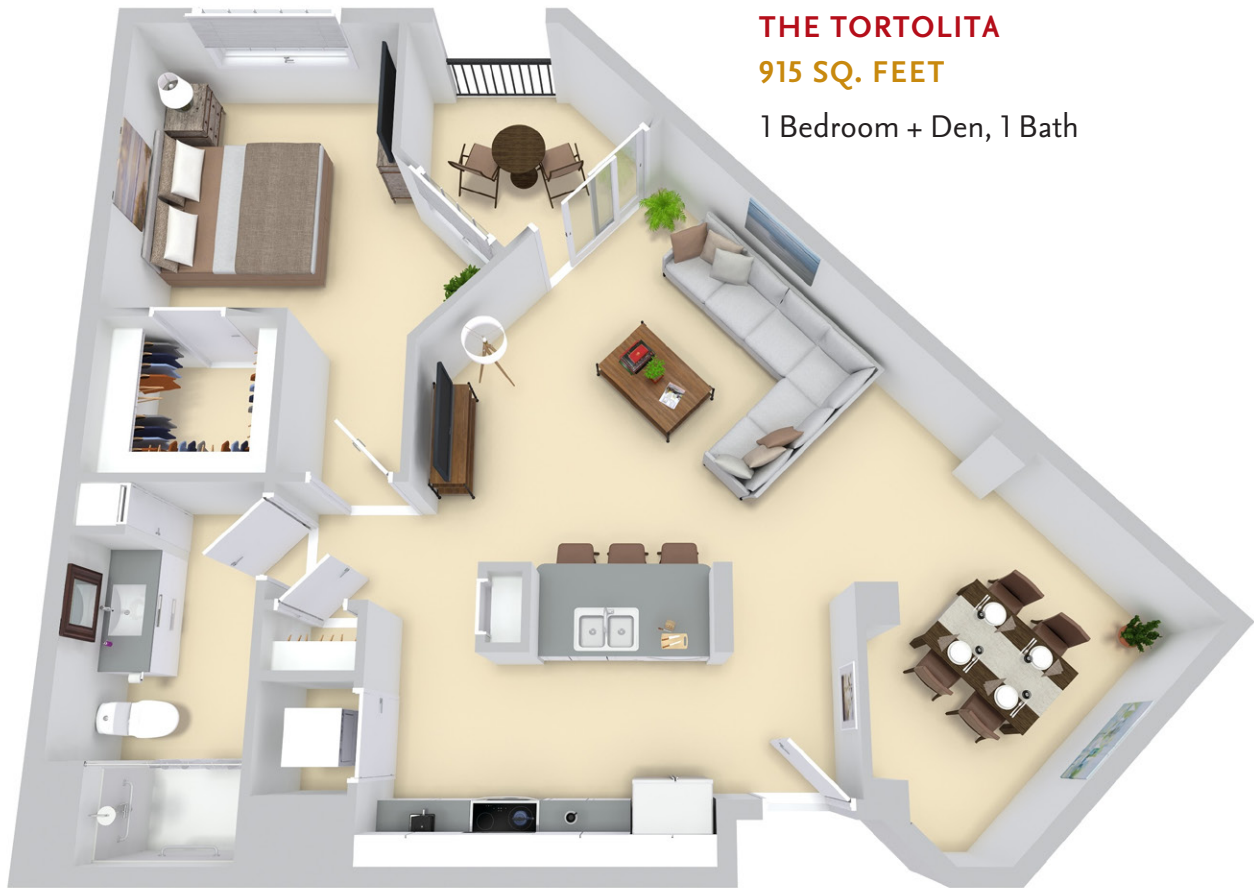 THE TORTOLITA
915 SQ. FEET
1 Bedroom + Den, 1 Bath